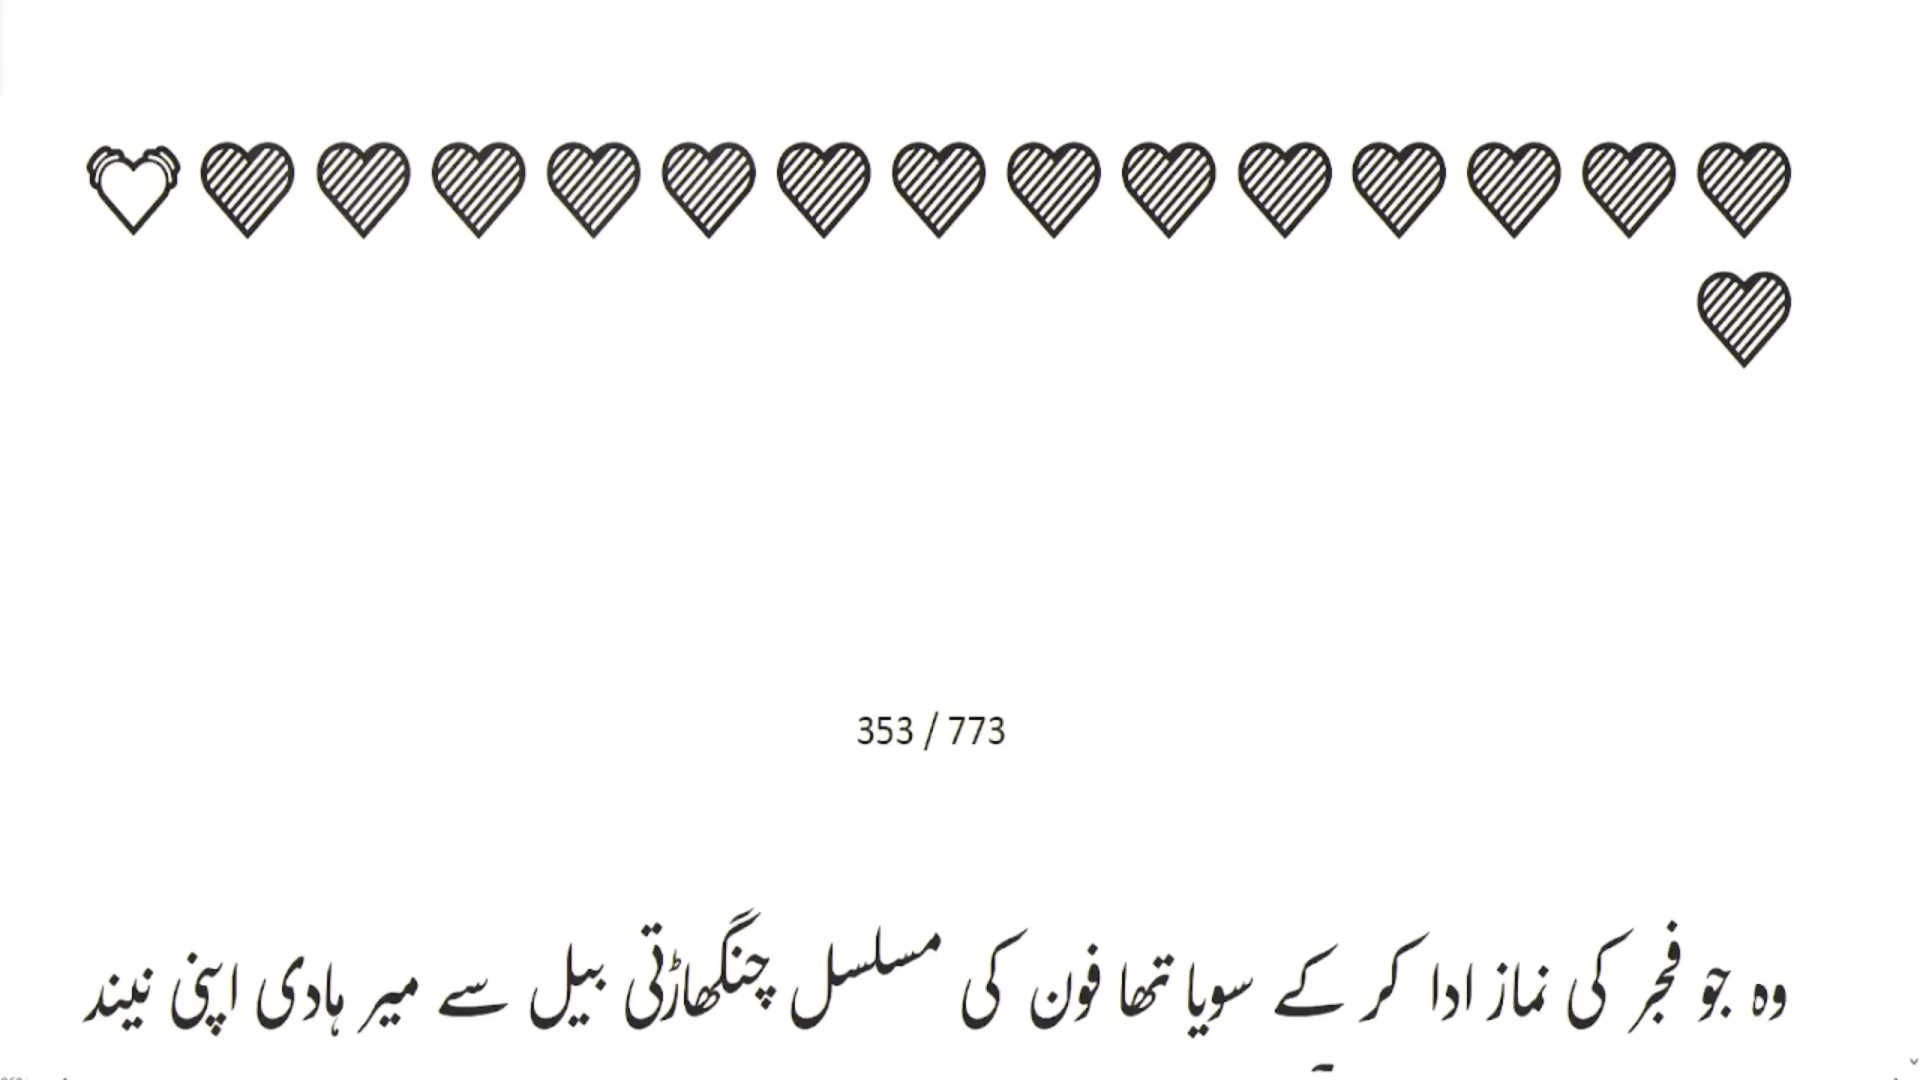 353 / 773
وہ جو فجر کی نماز ادا کر کے سویا تھا فون کی مسلسل چنگھاڑتی بیل سے میر ہادی اپنی نیند